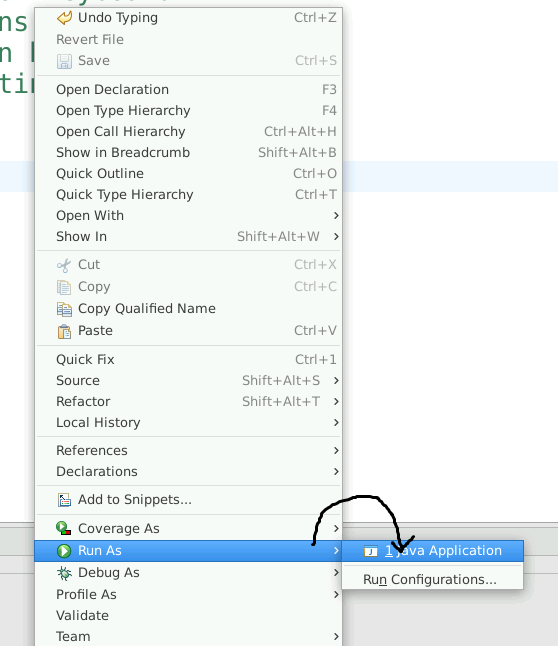 ns
n
tin
Undo Typing Ctrl+Z
Revert File
Save Ctrl+S
Open Declaration F3
Open Type Hierarchy F4
Open Call Hierarchy Ctrl+Alt+H
Show in Breadcrumb Shift+Alt+B
Quick Outline Ctrl+O
Quick Type Hierarchy Ctrl+T
Open With
Show In Shift+Alt+W
Cut Ctrl+X
Copy Ctrl+C
Copy Qualified Name
Paste Ctrl+V
Quick Fix Ctrl+1
Source Shift+Alt+S
Refactor Shift+Alt+T
Local History
References
Declarations
Add to Snippets...
Coverage As
Run As
1 Java Application
Debug As
Run Configurations...
Profile As
Validate
Team